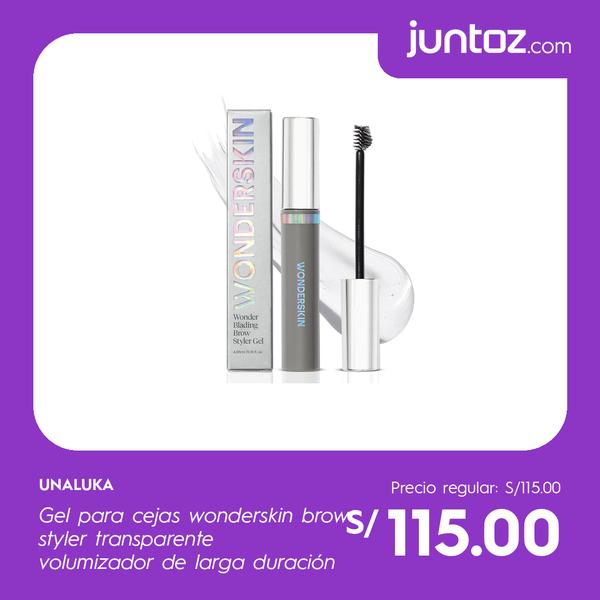 juntoz.com
WONDERSKIN
WONDERSKIN
Wonder
Blading
Brow
Styler Gel
UNALUKA
Gel para cejas wonderskin brow
styler transparente
volumizador de larga duración
Precio regular: S/115.00
S/ 115.00